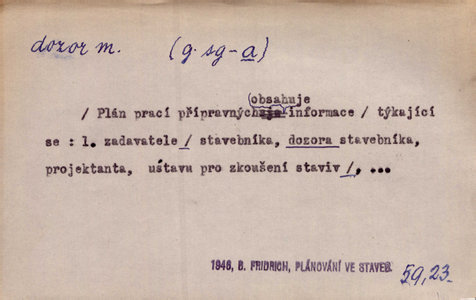 dozor m. (g. sg -a)
obsahuje
/ Plán prací přípravných informace / týkající
se : 1. zadavatele / stavebníka, dozora stavebníka,
projektanta, ústavu pro zkoušení staviv /, ...
1946, B. FRIDRICH, PLÁNOVÁNÍ VE STAVEB.
59,23.